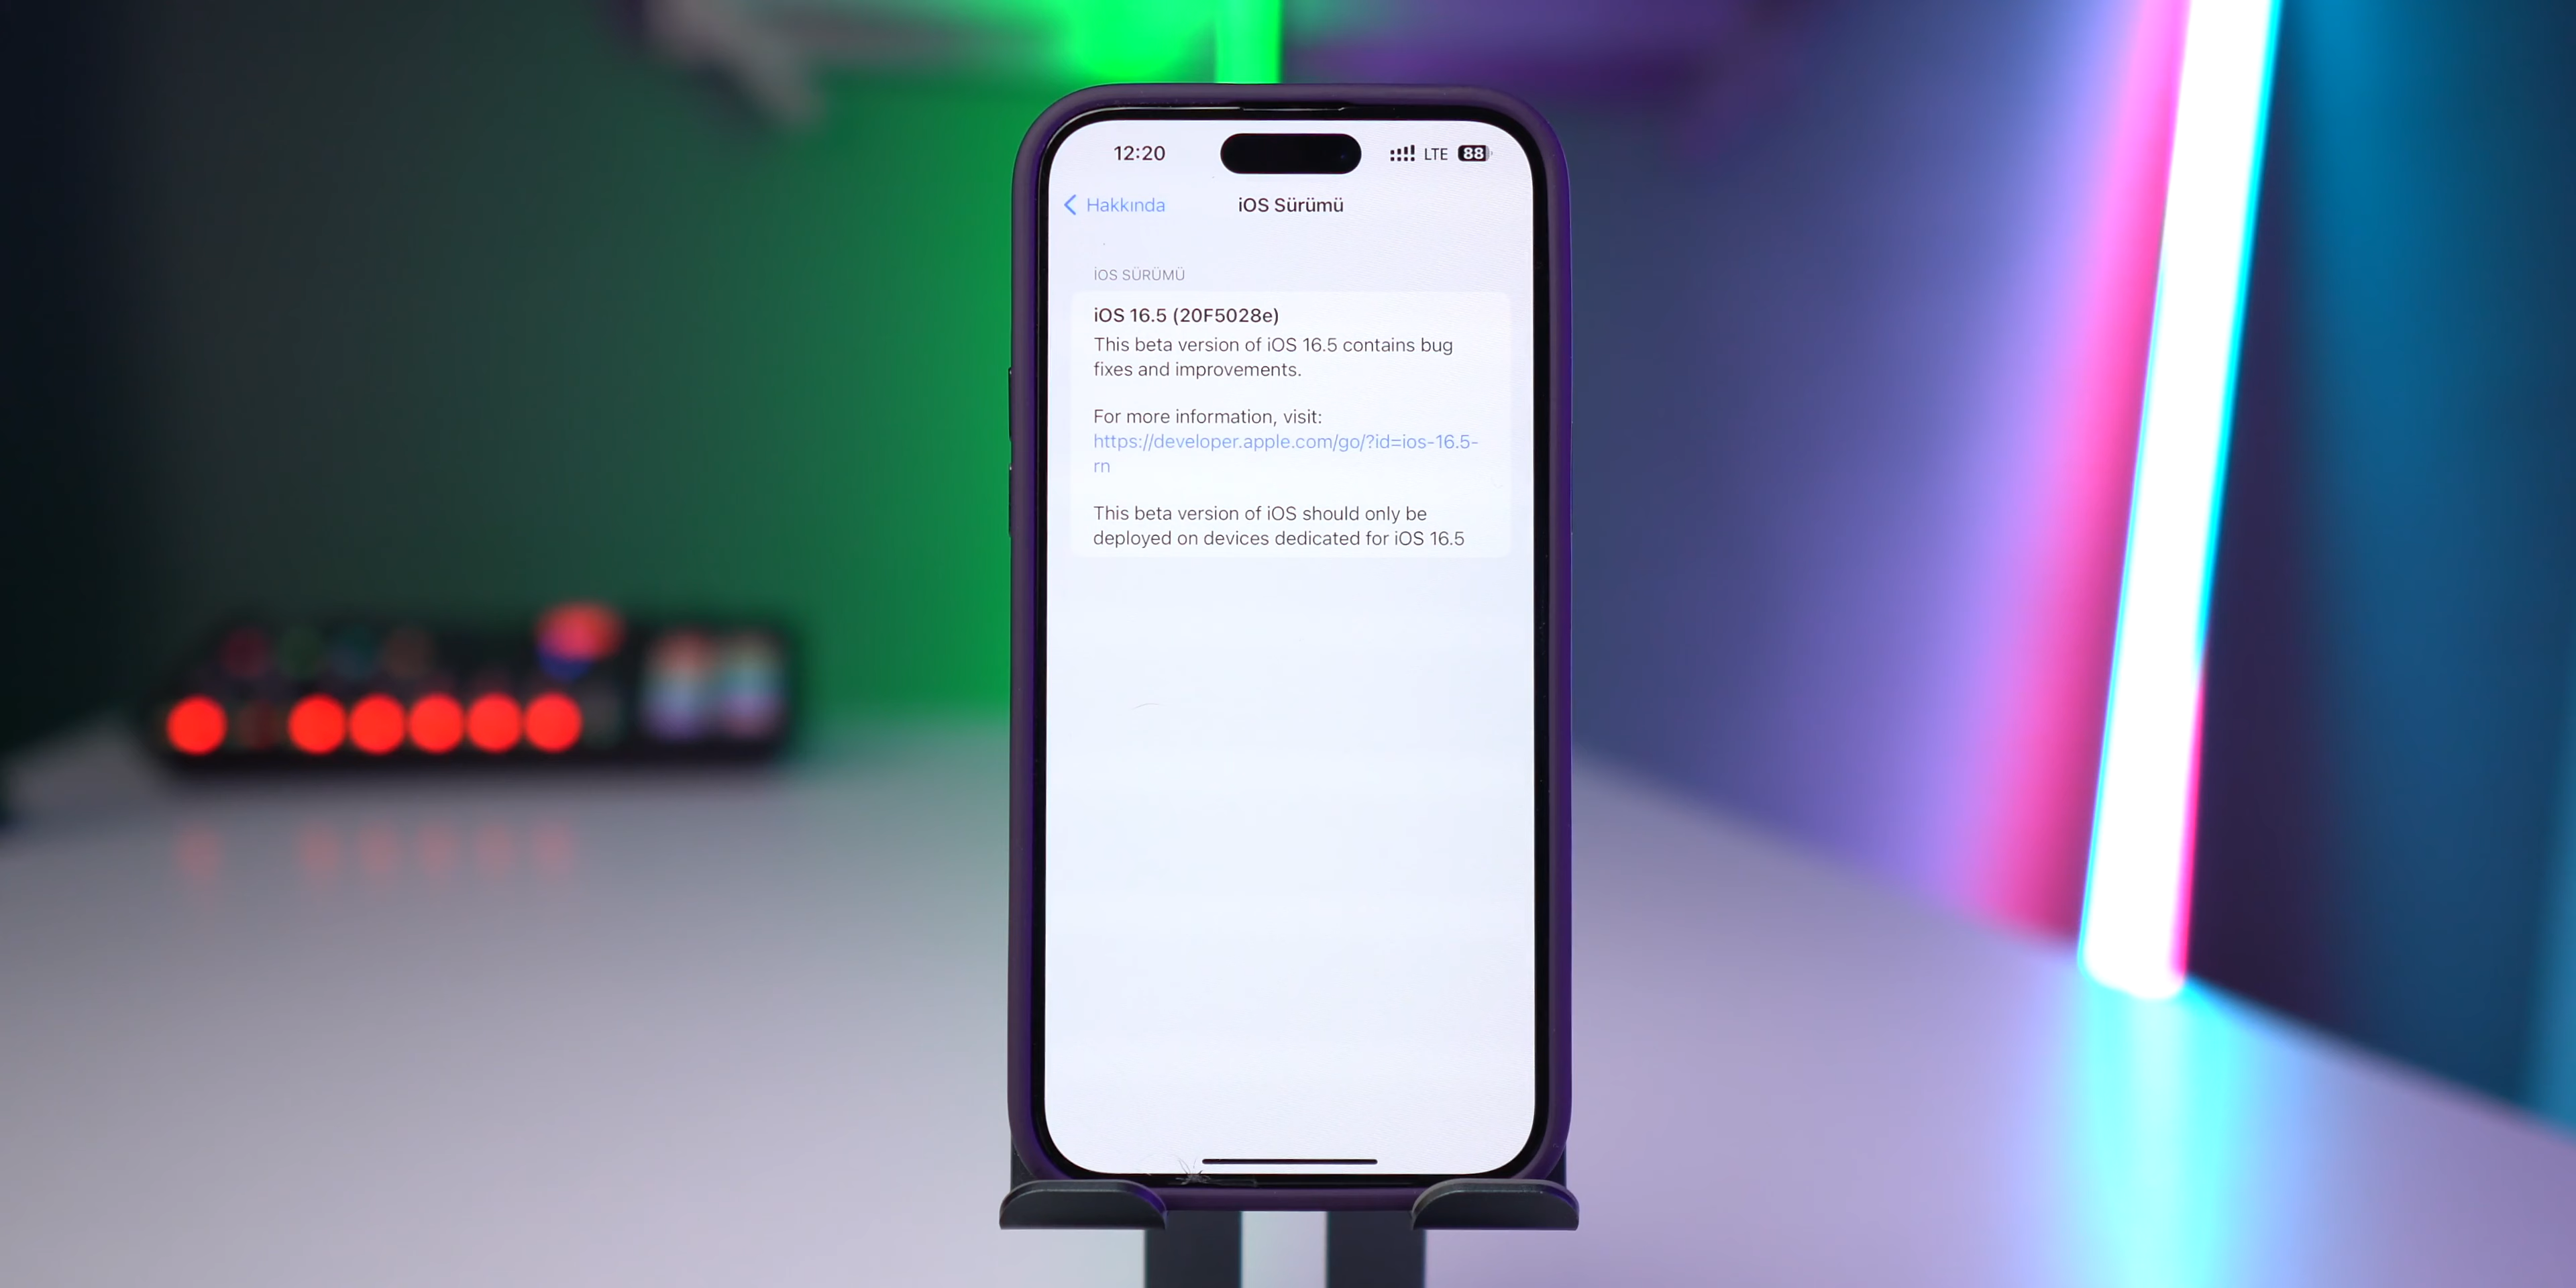 12:20 LTE 88
Hakkında iOS Sürümü
İOS SÜRÜMÜ
iOS 16.5 (20F5028e)
This beta version of iOS 16.5 contains bug
fixes and improvements.
For more information, visit:
https://developer.apple.com/go/?id=ios-16.5-
rn
This beta version of iOS should only be
deployed on devices dedicated for iOS 16.5